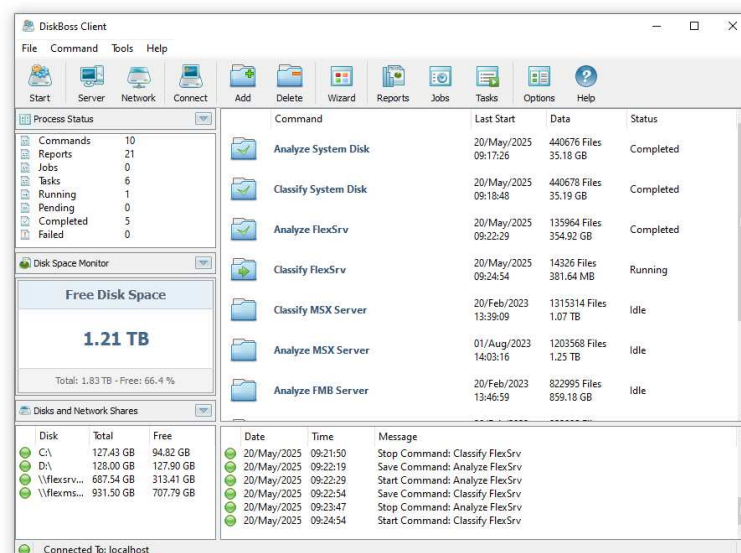 DiskBoss Client
File Command Tools Help
Start Server Network Connect Add Delete Wizard Reports Jobs Tasks Options Help
Process Status
Commands 10
Reports 21
Jobs 0
Tasks 6
Running 1
Pending 0
Completed 5
Failed 0
Disk Space Monitor
Free Disk Space
1.21 TB
Total: 1.83 TB - Free: 66.4 %
Disks and Network Shares
Disk Total Free
C:\ 127.43 GB 94.82 GB
D:\ 128.00 GB 127.90 GB
\\flexsrv... 687.54 GB 313.41 GB
\\flexms... 931.50 GB 707.79 GB
Command Last Start Data Status
Analyze System Disk 20/May/2025 09:17:26 440676 Files 35.18 GB Completed
Classify System Disk 20/May/2025 09:18:48 440678 Files 35.19 GB Completed
Analyze FlexSrv 20/May/2025 09:22:29 135964 Files 354.92 GB Completed
Classify FlexSrv 20/May/2025 09:24:54 14326 Files 381.64 MB Running
Classify MSX Server 20/Feb/2023 13:39:09 1315314 Files 1.07 TB Idle
Analyze MSX Server 01/Aug/2023 14:03:16 1203568 Files 1.25 TB Idle
Analyze FMB Server 20/Feb/2023 13:46:59 822995 Files 859.18 GB Idle
Date Time Message
20/May/2025 09:21:50 Stop Command: Classify FlexSrv
20/May/2025 09:22:19 Save Command: Analyze FlexSrv
20/May/2025 09:22:29 Start Command: Analyze FlexSrv
20/May/2025 09:22:54 Save Command: Classify FlexSrv
20/May/2025 09:23:47 Stop Command: Analyze FlexSrv
20/May/2025 09:24:54 Start Command: Classify FlexSrv
Connected To: localhost